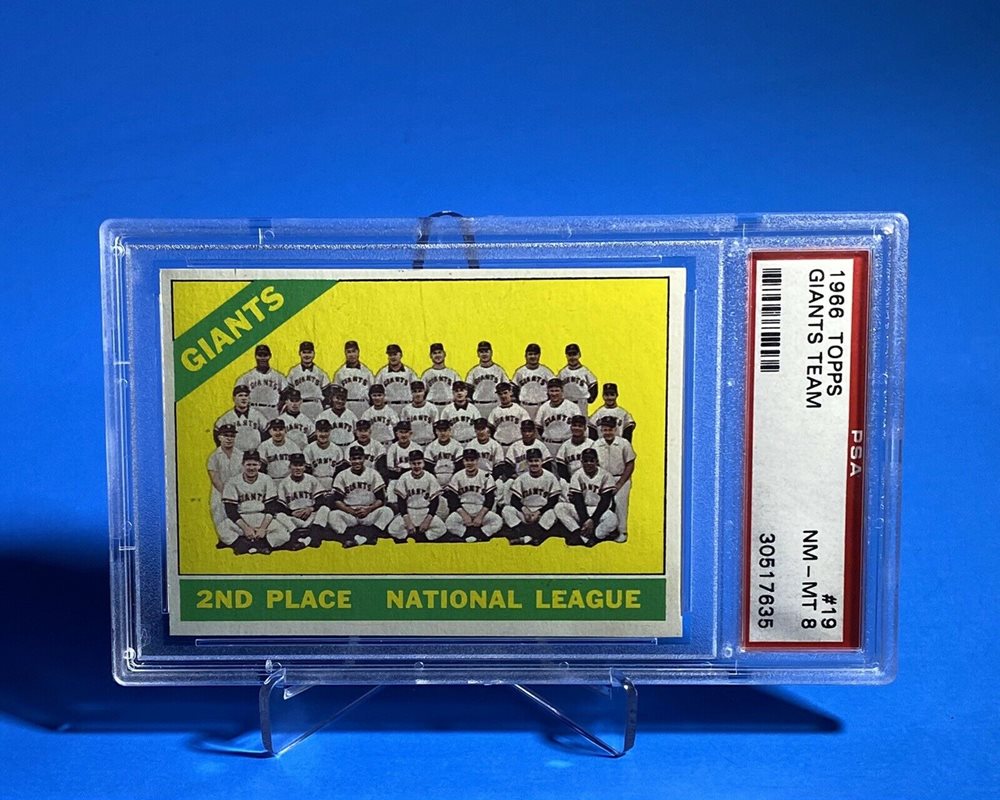 GIANTS
2ND PLACE NATIONAL LEAGUE
1966 TOPPS #19
GIANTS TEAM NM-MT 8
30517635
PSA